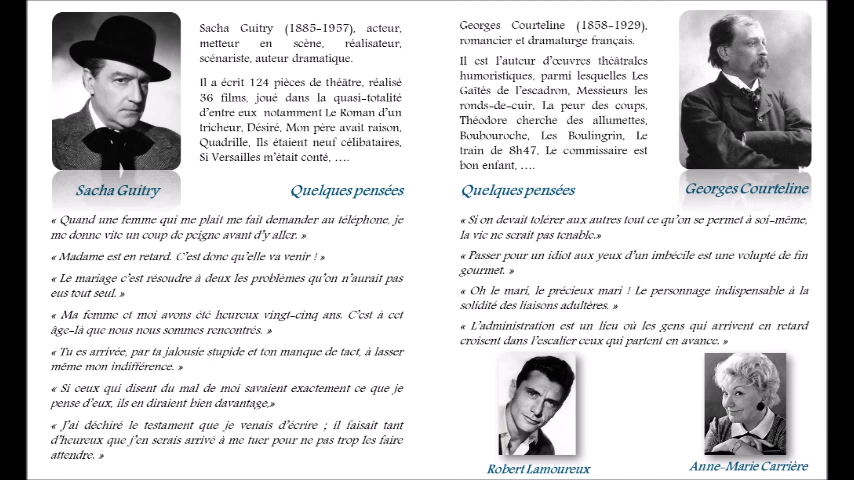 Sacha Guitry (1885-1957), acteur,
metteur en scène, réalisateur,
scénariste, auteur dramatique.
Il a écrit 124 pièces de théâtre, réalisé
36 films, joué dans la quasi-totalité
d'entre eux notamment Le Roman d'un
tricheur, Désiré, Mon père avait raison,
Quadrille, Ils étaient neuf célibataires,
Si Versailles m'était conté, ....
Sacha Guitry
Quelques pensées
« Quand une femme qui me plaît me fait demander au téléphone, je
me donne vite un coup de peigne avant d'y aller. »
« Madame est en retard. C'est donc qu'elle va venir ! »
« Le mariage c'est résoudre à deux les problèmes qu'on n'aurait pas
eus tout seul. »
« Ma femme et moi avons été heureux vingt-cinq ans. C'est à cet
âge-là que nous nous sommes rencontrés. »
« Tu es arrivée, par ta jalousie stupide et ton manque de tact, à lasser
même mon indifférence. »
« Si ceux qui disent du mal de moi savaient exactement ce que je
pense d'eux, ils en diraient bien davantage,»
« J'ai déchiré le testament que je venais d'écrire ; il faisait tant
d'heureux que j'en serais arrivé à me tuer pour ne pas trop les faire
attendre. »
Georges Courteline (1858-1929),
romancier et dramaturge français.
Il est l'auteur d'œuvres théâtrales
humoristiques, parmi lesquelles Les
Gaîtés de l'escadron, Messieurs les
ronds-de-cuir, La peur des coups,
Théodore cherche des allumettes,
Boubouroche, Les Boulingrin, Le
train de 8h47, Le commissaire est
bon enfant, ....
Quelques pensées
Georges Courteline
« Si on devait tolérer aux autres tout ce qu'on se permet à soi-même,
la vie ne serait pas tenable.»
« Passer pour un idiot aux yeux d'un imbécile est une volupté de fin
gourmet. »
« Oh le mari, le précieux mari ! Le personnage indispensable à la
solidité des liaisons adultères. »
« L'administration est un lieu où les gens qui arrivent en retard
croisent dans l'escalier ceux qui partent en avance. »
Robert Lamoureux
Anne-Marie Carrière